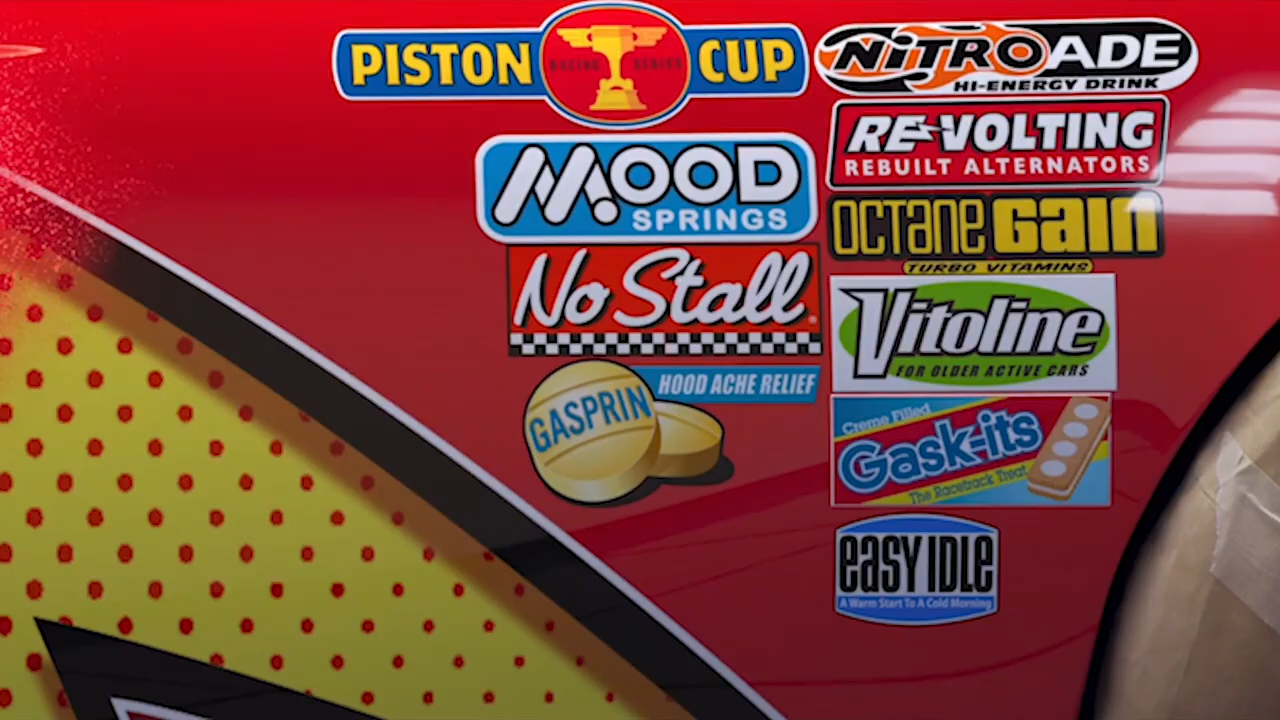 PISTON CUP
RACING SERIES
NITROADE
HI-ENERGY DRINK
RE-VOLTING
REBUILT ALTERNATORS
MOOD
SPRINGS
OCTANE GAIN
TURBO VITAMINS
No Stall
Vitoline
FOR OLDER ACTIVE CARS
HOOD ACHE RELIEF
GASPRIN
Creme Filled
Gask-its
The Racetrack Treat
EASY IDLE
A Warm Start To A Cold Morning